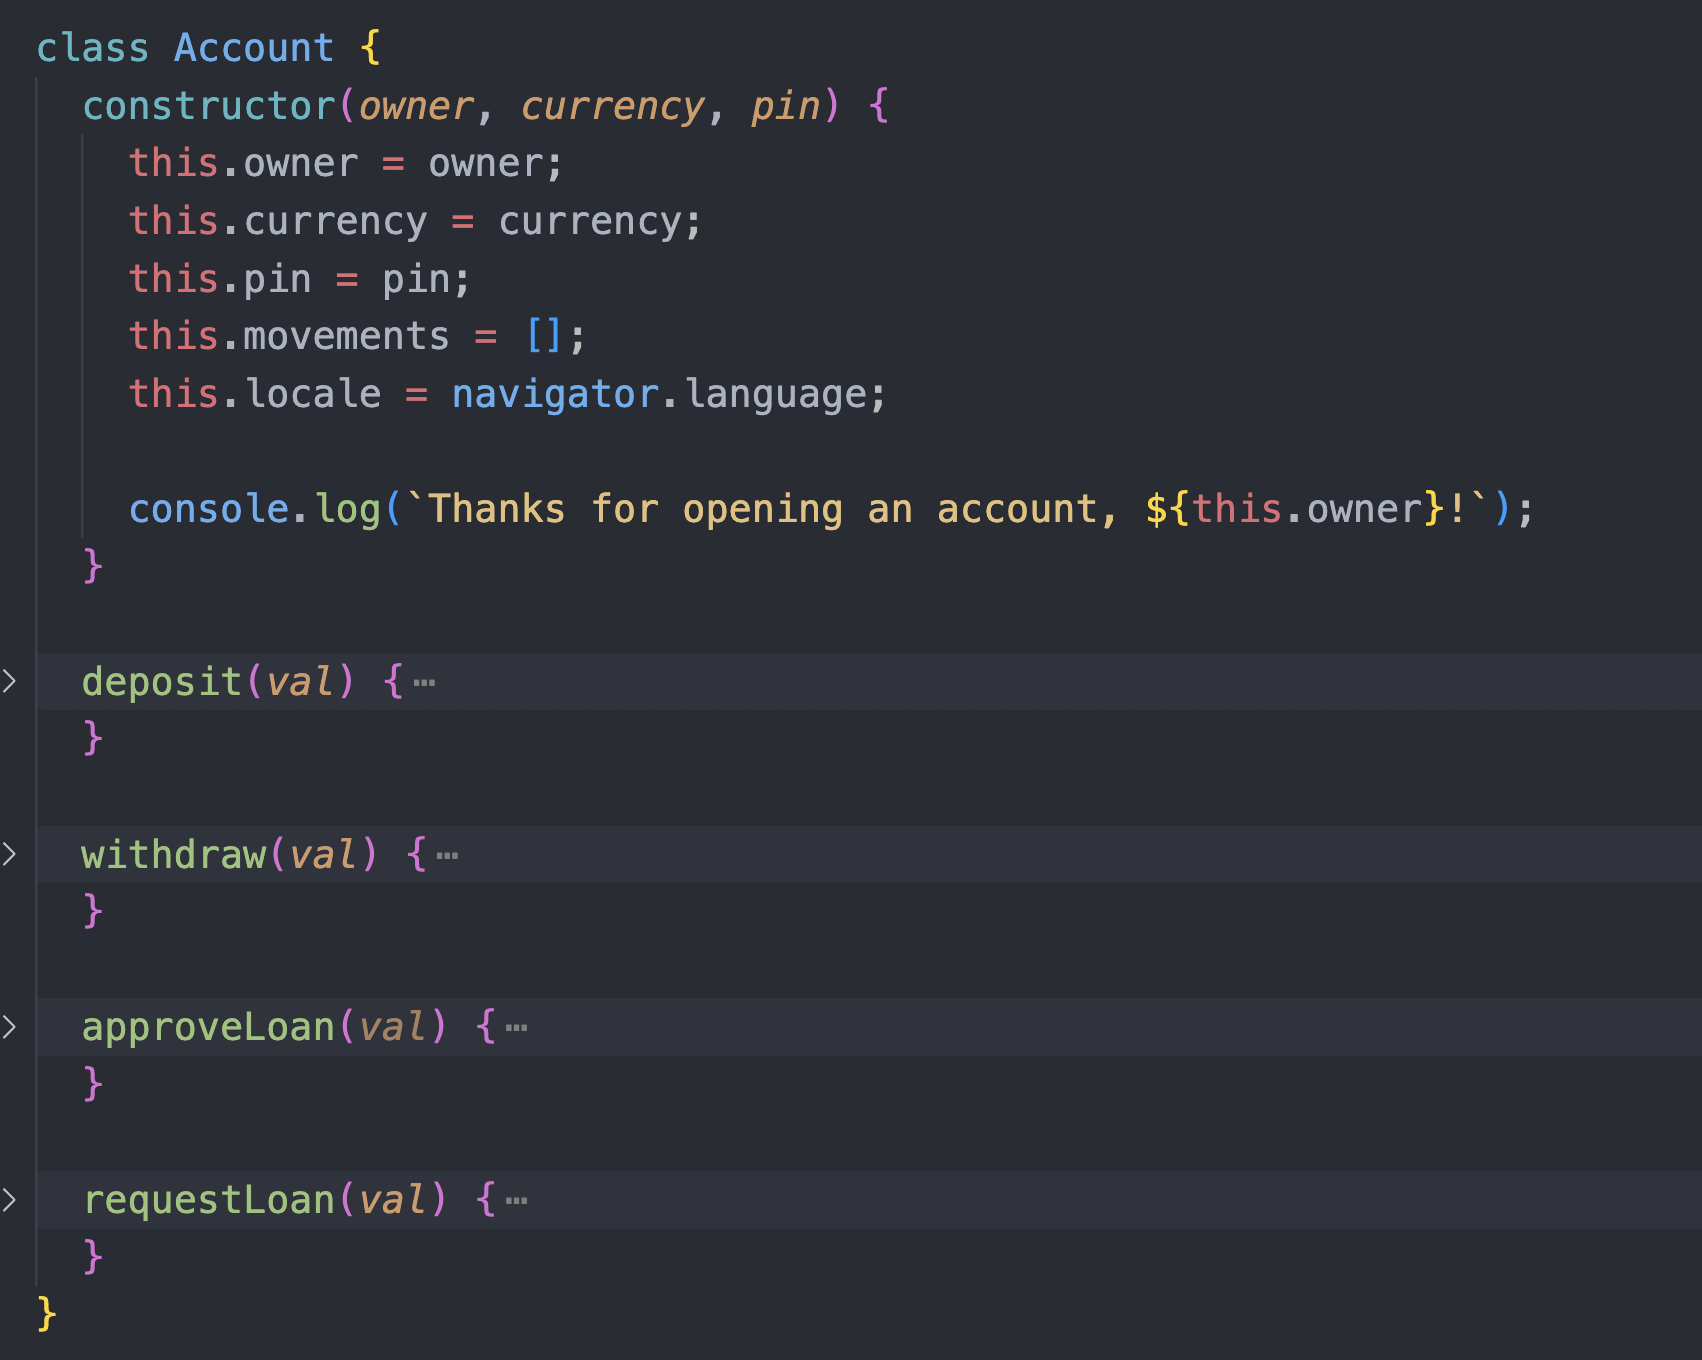 class Account {
  constructor(owner, currency, pin) {
    this.owner = owner;
    this.currency = currency;
    this.pin = pin;
    this.movements = [];
    this.locale = navigator.language;

    console.log(`Thanks for opening an account, ${this.owner}!`);
  }

  deposit(val) {⋯
  }

  withdraw(val) {⋯
  }

  approveLoan(val) {⋯
  }

  requestLoan(val) {⋯
  }
}